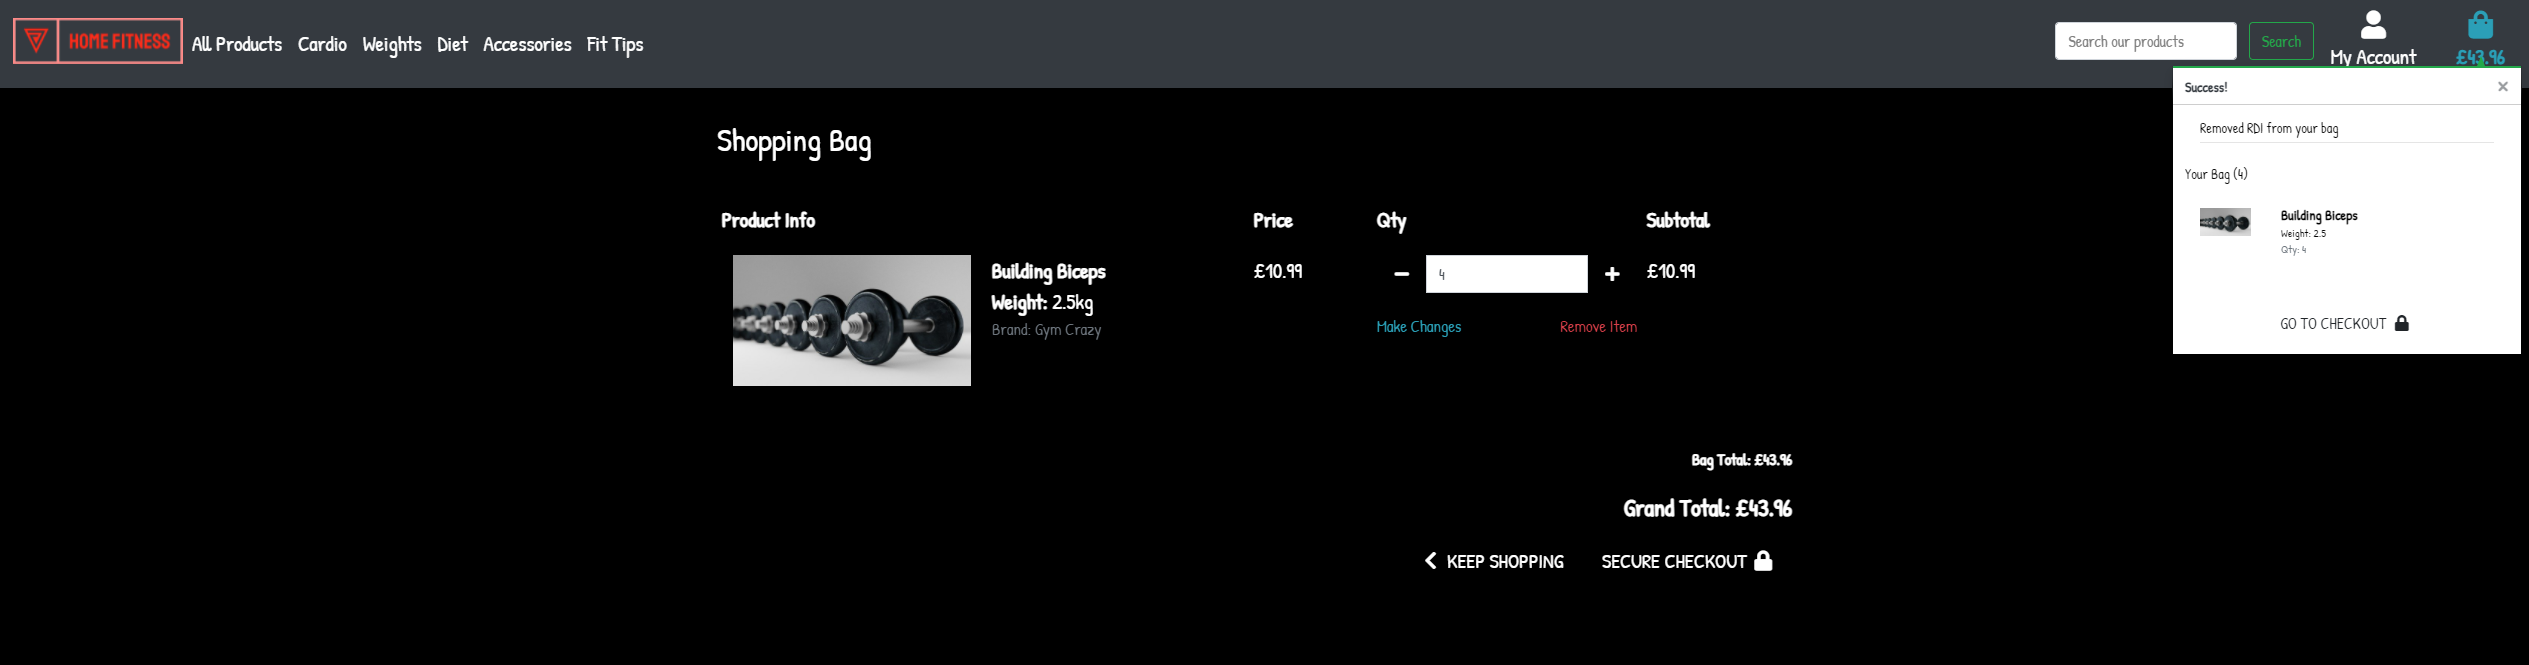 HOME FITNESS All Products Cardio Weights Diet Accessories Fit Tips Search our products Search My Account £43.96
Success! ×
Removed RDI from your bag
Your Bag (4)
Building Biceps
Weight: 2.5
Qty: 4
GO TO CHECKOUT
Shopping Bag
Product Info Price Qty Subtotal
Building Biceps £10.99 4 £10.99
Weight: 2.5kg
Brand: Gym Crazy Make Changes Remove Item
Bag Total: £43.96
Grand Total: £43.96
KEEP SHOPPING SECURE CHECKOUT